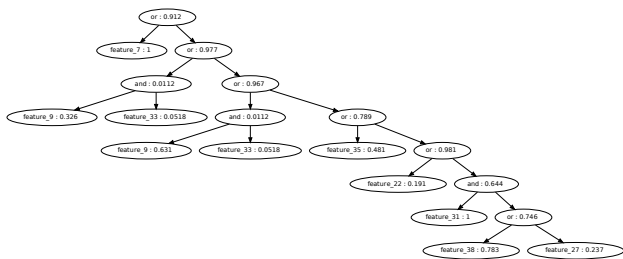 or : 0.912
feature_7 : 1
or : 0.977
and : 0.0112
or : 0.967
feature_9 : 0.326
feature_33 : 0.0518
and : 0.0112
or : 0.789
feature_9 : 0.631
feature_33 : 0.0518
feature_35 : 0.481
or : 0.981
feature_22 : 0.191
and : 0.644
feature_31 : 1
or : 0.746
feature_38 : 0.783
feature_27 : 0.237